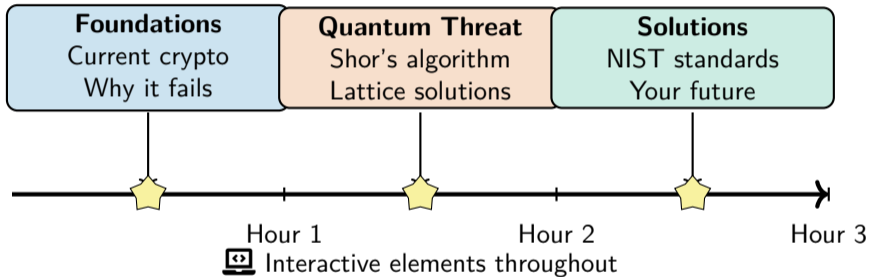 Foundations
Current crypto
Why it fails
Quantum Threat
Shor's algorithm
Lattice solutions
Solutions
NIST standards
Your future
Hour 1
Hour 2
Hour 3
Interactive elements throughout